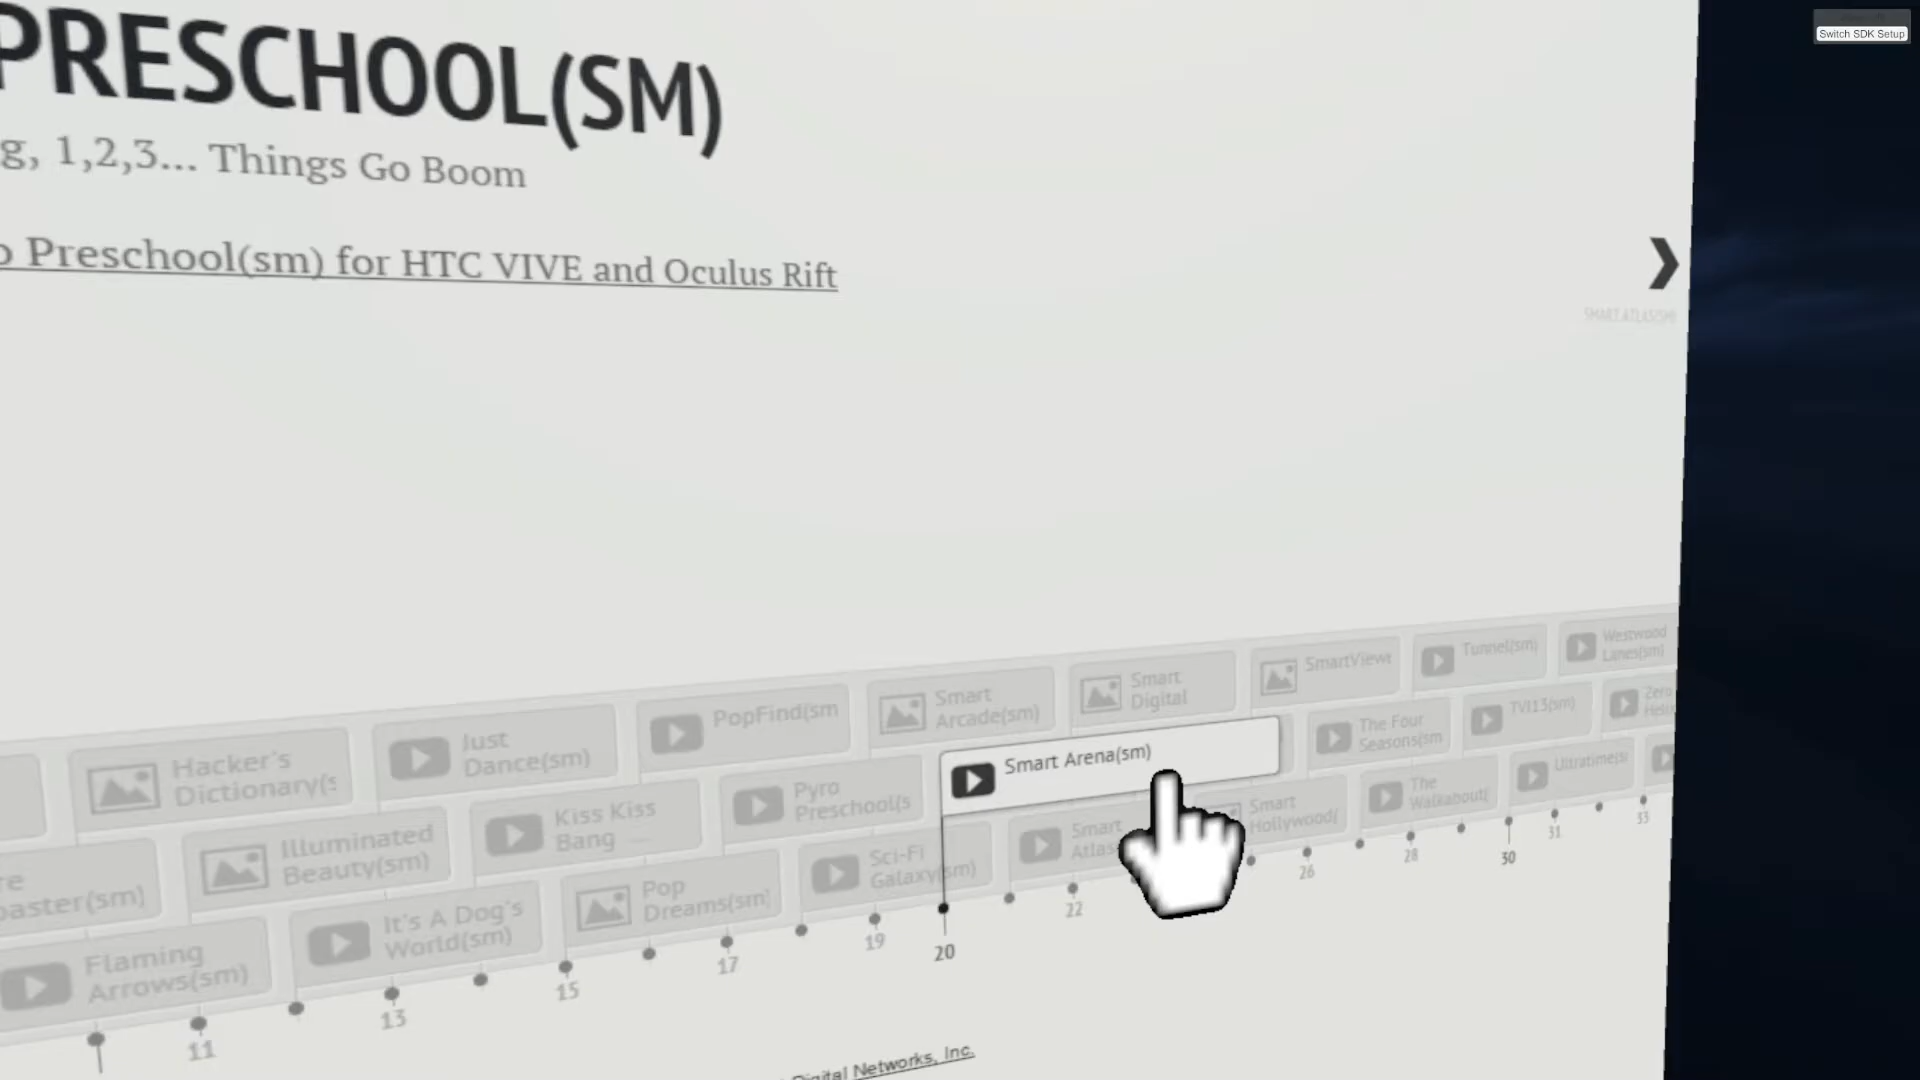 Switch SDK Setup
PRESCHOOL(SM)
g, 1,2,3... Things Go Boom
Preschool(sm) for HTC VIVE and Oculus Rift
SMART ATLAS(SM)
Hacker's
Dictionary(s
Just
Dance(sm)
PopFind(sm
Smart
Arcade(sm)
Smart
Digital
SmartView
Tunnel(sm)
Westwood
Lanes(sm)
Illuminated
Beauty(sm)
Kiss Kiss
Bang ...
Pyro
Preschool(s
Smart Arena(sm)
The Four
Seasons(sm
TVI13(sm)
Zero
Flaming
Arrows(sm)
It's A Dog's
World(sm)
Pop
Dreams(sm)
Sci-Fi
Galaxy(sm)
Smart
Atlas
Smart
Hollywood(
The
Walkabout(
Ultratime(s
11
13
15
17
19
20
22
26
28
30
31
33
Digital Networks, Inc.